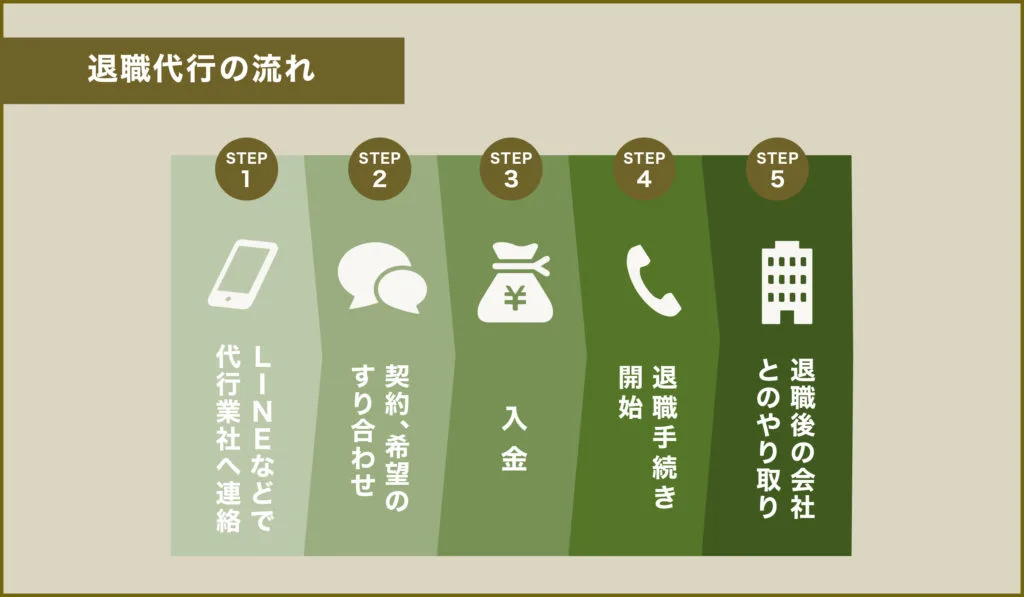 退職代行の流れ
STEP
1
LINEなどで
代行業社へ連絡
STEP
2
契約、希望の
すり合わせ
STEP
3
¥
入金
STEP
4
退職手続き
開始
STEP
5
退職後の会社
とのやり取り